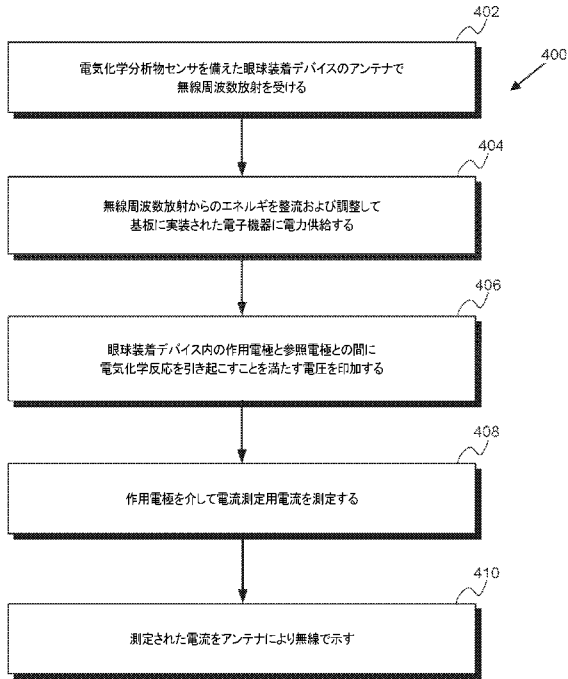 402
電気化学分析物センサを備えた眼球装着デバイスのアンテナで
無線周波数放射を受ける
400
404
無線周波数放射からのエネルギを整流および調整して
基板に実装された電子機器に電力供給する
406
眼球装着デバイス内の作用電極と参照電極との間に
電気化学反応を引き起こすことを満たす電圧を印加する
408
作用電極を介して電流測定用電流を測定する
410
測定された電流をアンテナにより無線で示す